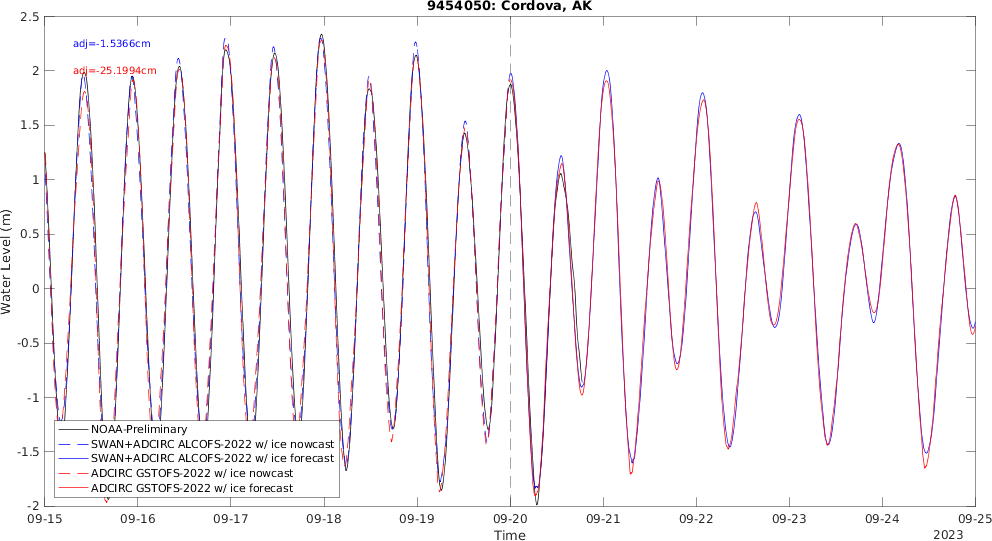 9454050: Cordova, AK
adj=-1.5366cm
adj=-25.1994cm
2.5
2
1.5
1
0.5
0
-0.5
-1
-1.5
-2
Water Level (m)
NOAA-Preliminary
SWAN+ADCIRC ALCOFS-2022 w/ ice nowcast
SWAN+ADCIRC ALCOFS-2022 w/ ice forecast
ADCIRC GSTOFS-2022 w/ ice nowcast
ADCIRC GSTOFS-2022 w/ ice forecast
09-15 09-16 09-17 09-18 09-19 09-20 09-21 09-22 09-23 09-24 09-25
Time
2023